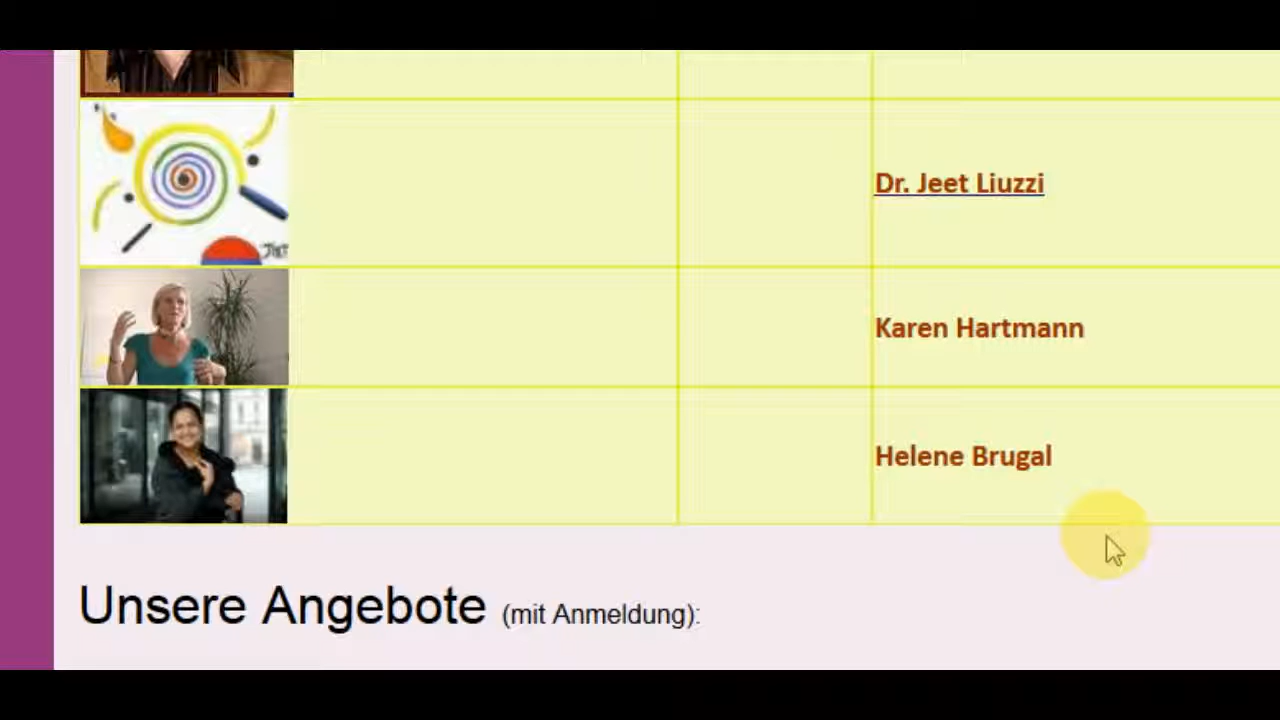 Dr. Jeet Liuzzi
Karen Hartmann
Helene Brugal
Unsere Angebote (mit Anmeldung):